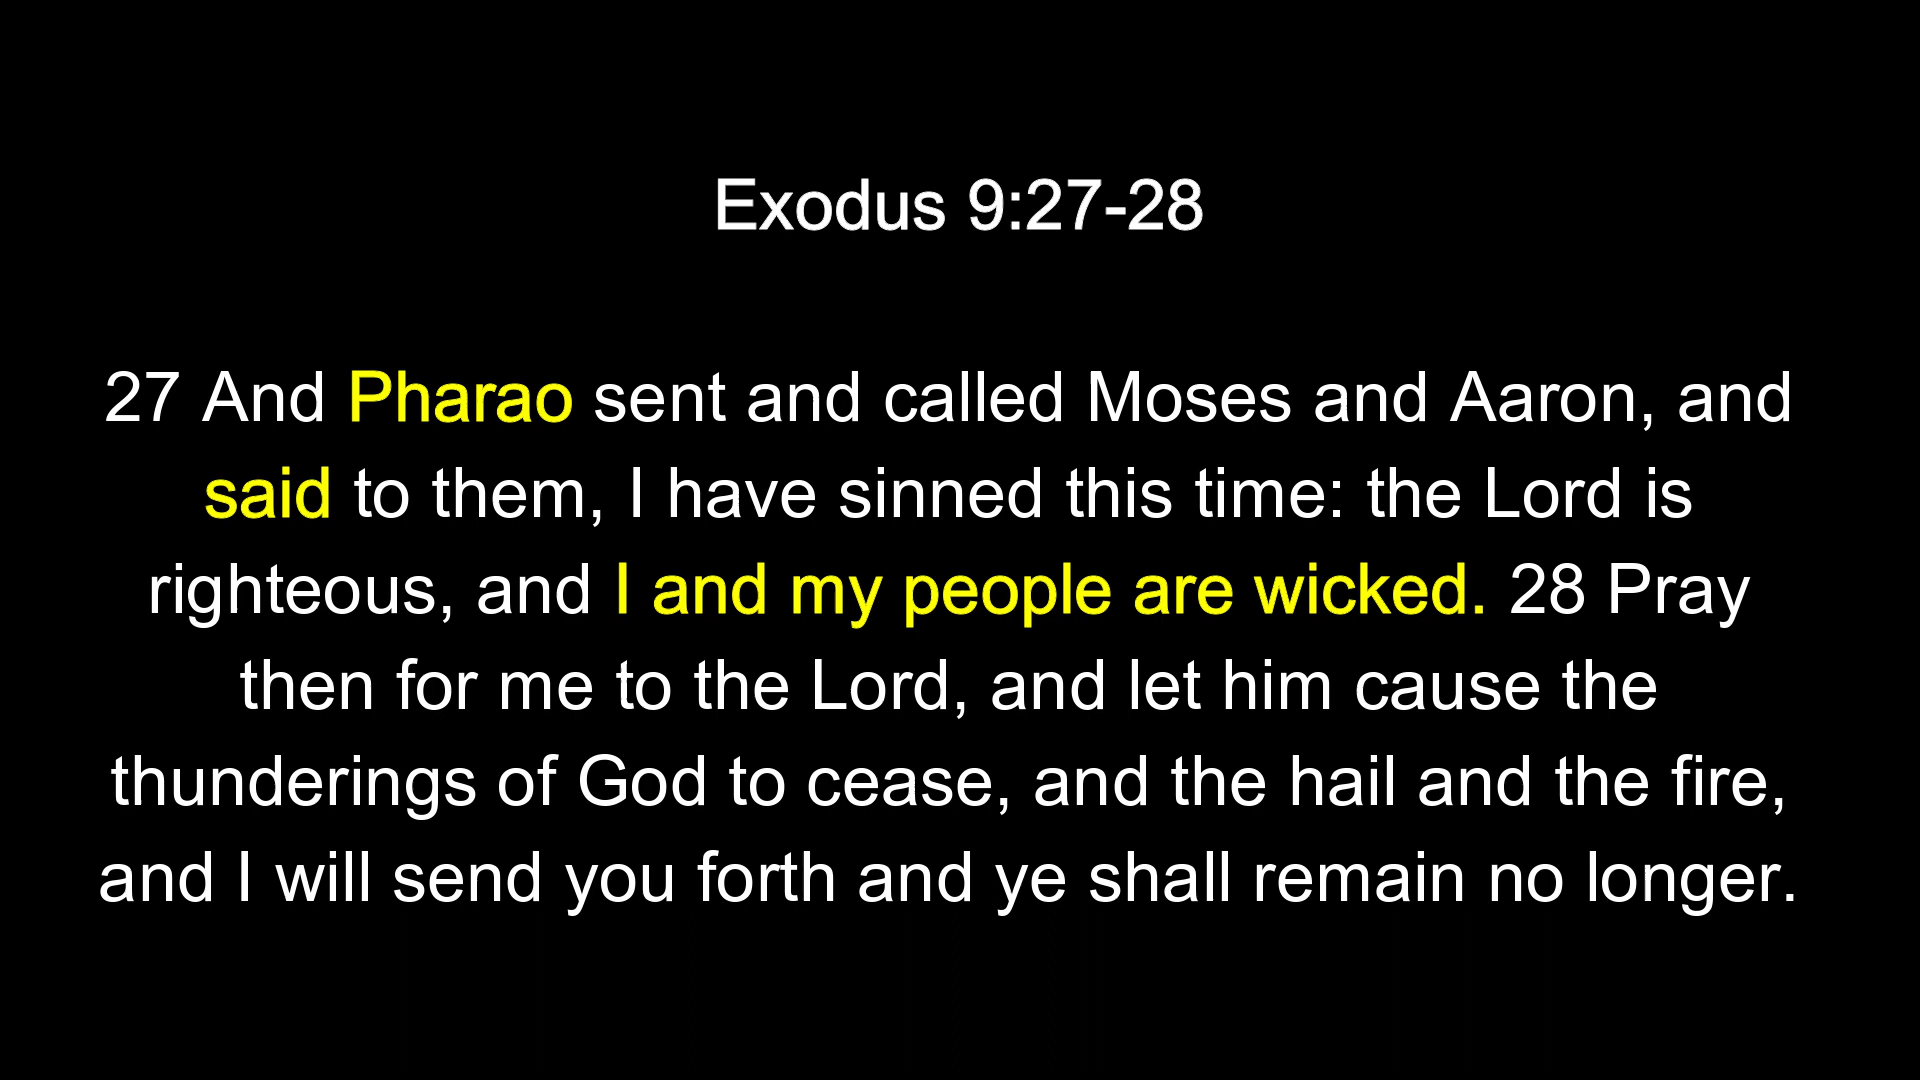 Exodus 9:27-28
27 And Pharao sent and called Moses and Aaron, and
said to them, I have sinned this time: the Lord is
righteous, and I and my people are wicked. 28 Pray
then for me to the Lord, and let him cause the
thunderings of God to cease, and the hail and the fire,
and I will send you forth and ye shall remain no longer.